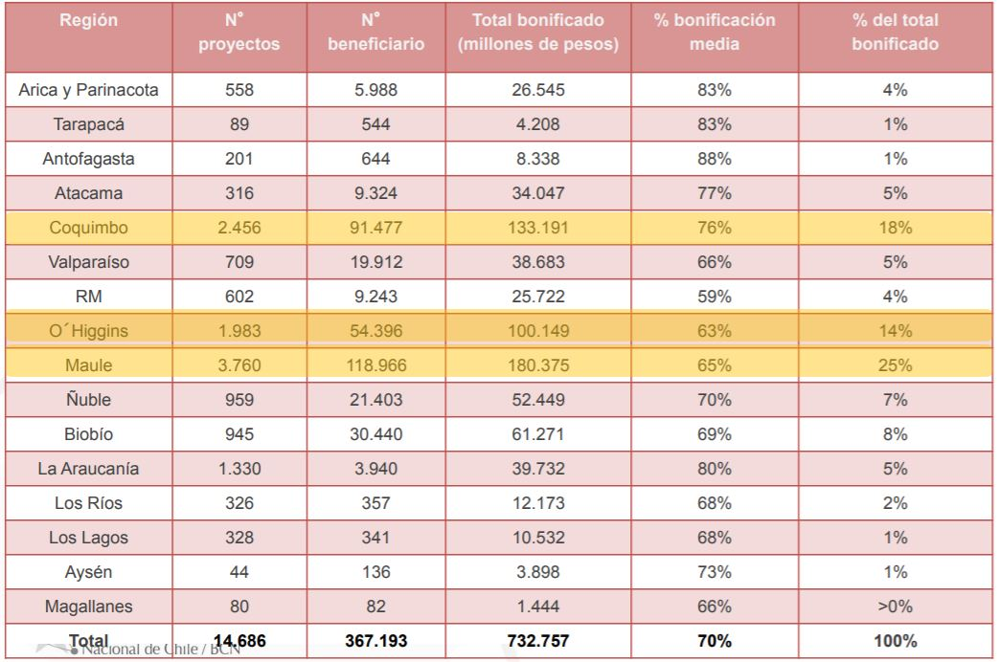 Región N° proyectos N° beneficiario Total bonificado (millones de pesos) % bonificación media % del total bonificado
Arica y Parinacota 558 5.988 26.545 83% 4%
Tarapacá 89 544 4.208 83% 1%
Antofagasta 201 644 8.338 88% 1%
Atacama 316 9.324 34.047 77% 5%
Coquimbo 2.456 91.477 133.191 76% 18%
Valparaíso 709 19.912 38.683 66% 5%
RM 602 9.243 25.722 59% 4%
O´Higgins 1.983 54.396 100.149 63% 14%
Maule 3.760 118.966 180.375 65% 25%
Ñuble 959 21.403 52.449 70% 7%
Biobío 945 30.440 61.271 69% 8%
La Araucanía 1.330 3.940 39.732 80% 5%
Los Ríos 326 357 12.173 68% 2%
Los Lagos 328 341 10.532 68% 1%
Aysén 44 136 3.898 73% 1%
Magallanes 80 82 1.444 66% >0%
Total 14.686 367.193 732.757 70% 100%
Nacional de Chile / BCN